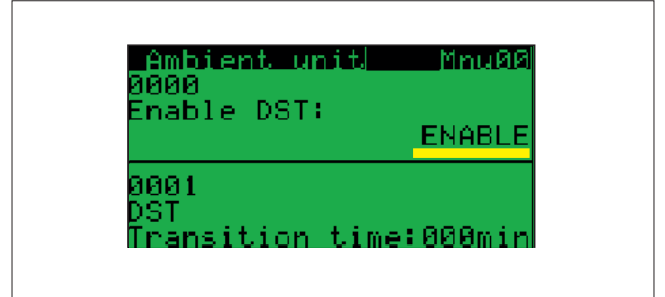 Ambient unit Mnu00
0000
Enable DST:
ENABLE
0001
DST
Transition time:000min